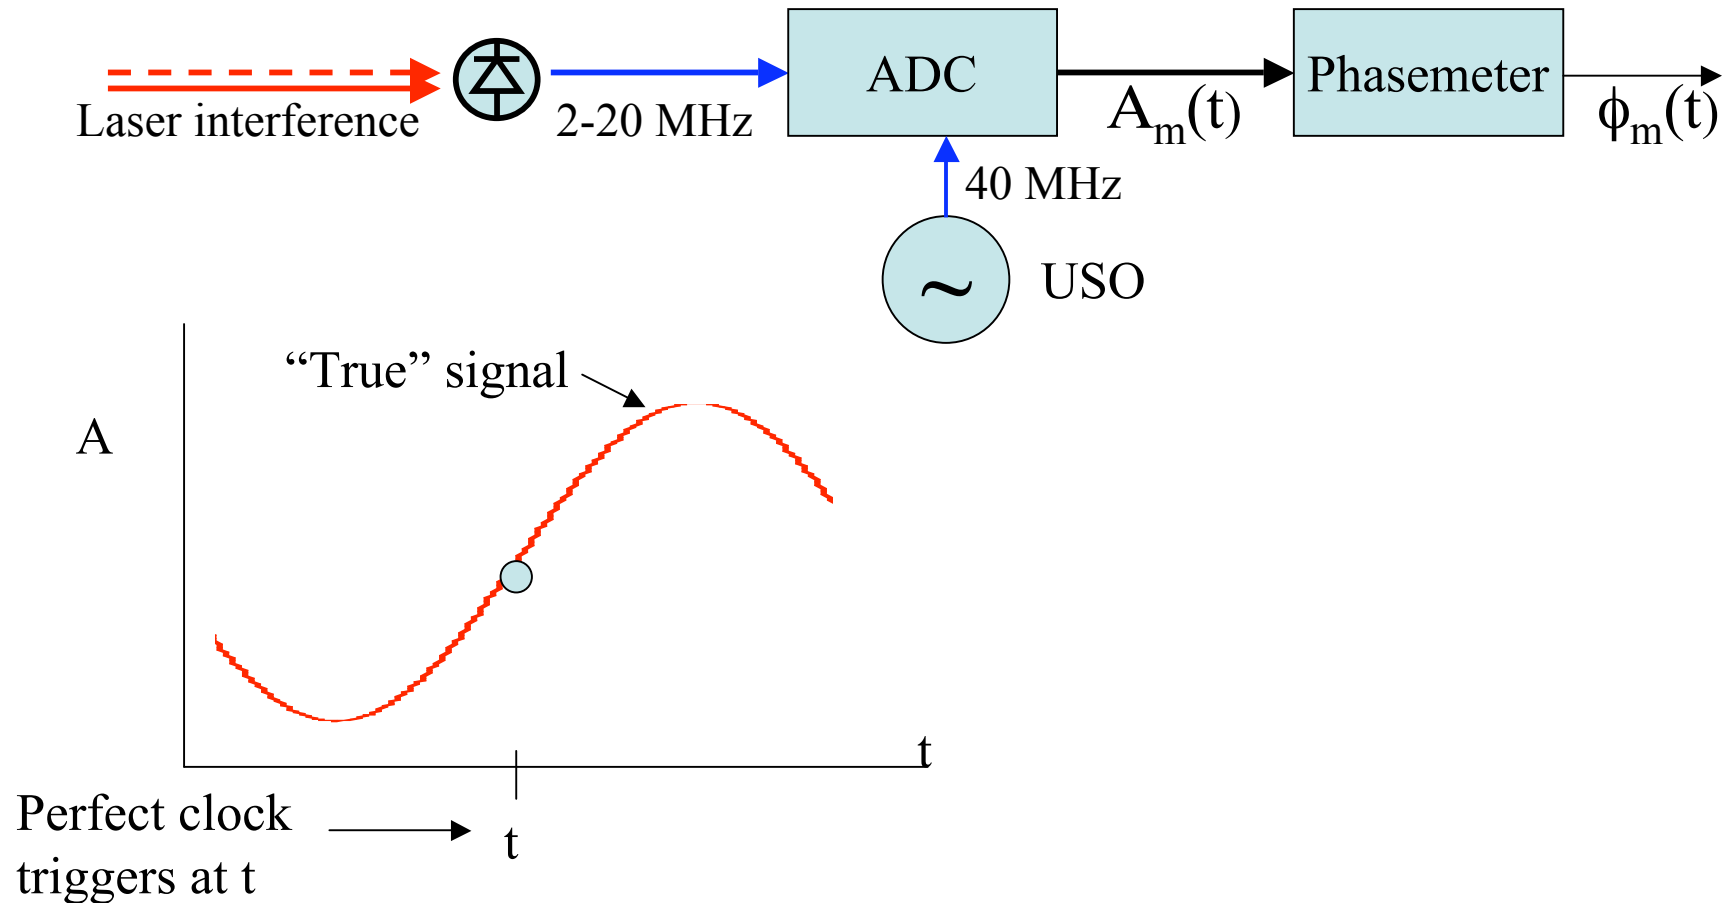 ADC
Phasemeter
Laser interference
2-20 MHz
Aₘ(t)
ϕₘ(t)
40 MHz
~
USO
“True” signal
A
t
Perfect clock
triggers at t
t